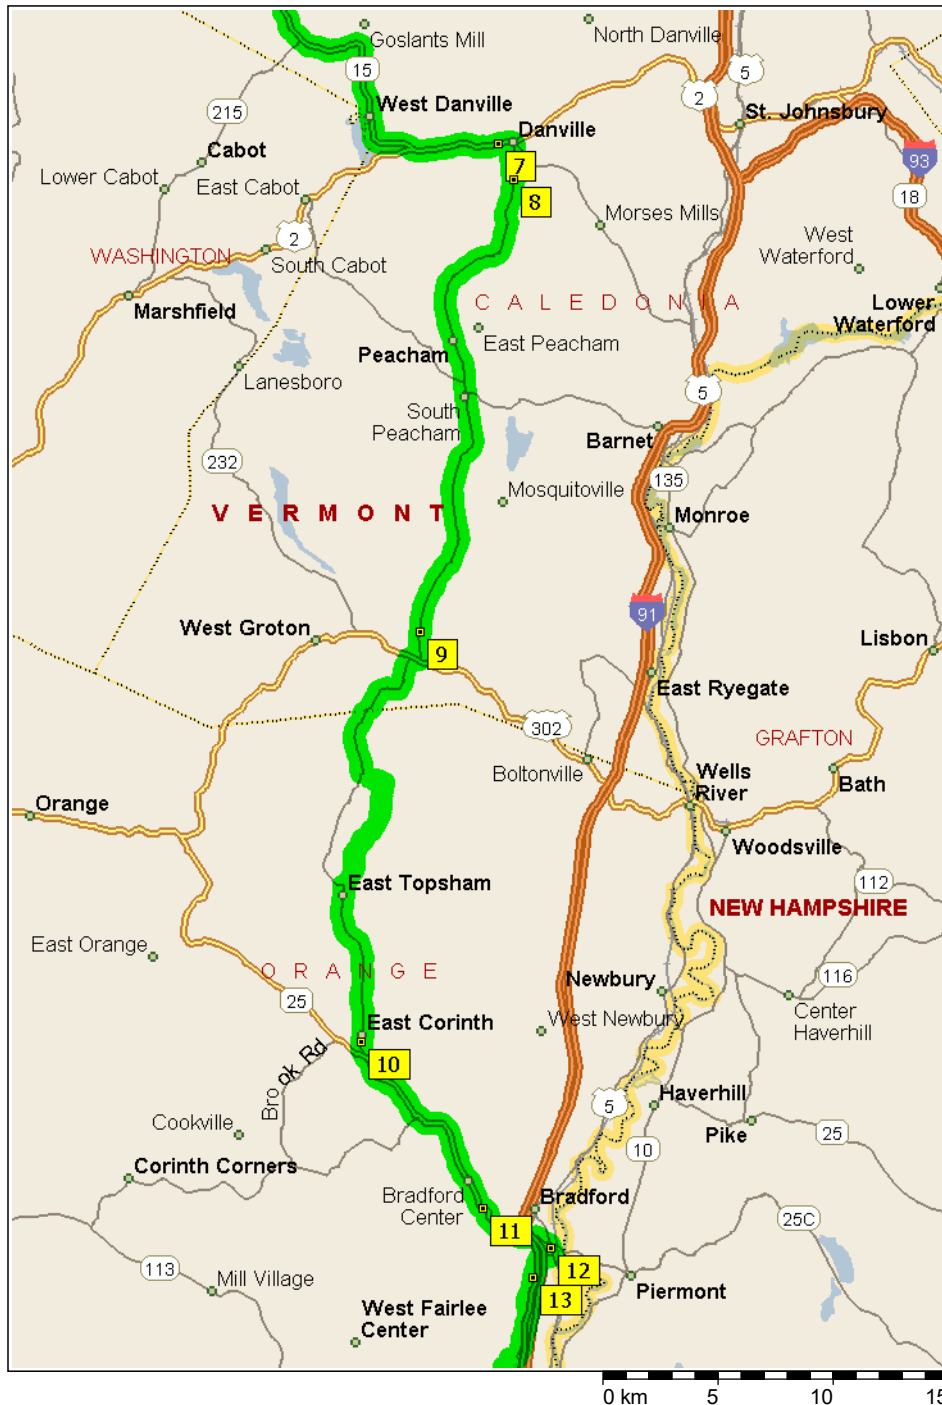 Goslants Mill
North Danville
15
5
2
215
West Danville
St. Johnsbury
Danville
Cabot
93
7
Lower Cabot
East Cabot
18
8
Morses Mills
2
West
Waterford
WASHINGTON
South Cabot
CALEDONIA
Marshfield
Lower
Waterford
Peacham
East Peacham
Lanesboro
5
South
Peacham
Barnet
232
135
Mosquitoville
VERMONT
Monroe
91
West Groton
Lisbon
9
East Ryegate
302
GRAFTON
Boltonville
Wells
River
Bath
Orange
Woodsville
East Topsham
112
NEW HAMPSHIRE
East Orange
ORANGE
116
Newbury
25
Center
Haverhill
East Corinth
West Newbury
Brook Rd
10
Haverhill
5
Cookville
Pike
25
10
Corinth Corners
Bradford
Center
Bradford
25C
11
113
12
Mill Village
Piermont
13
West Fairlee
Center
0 km 5 10 15